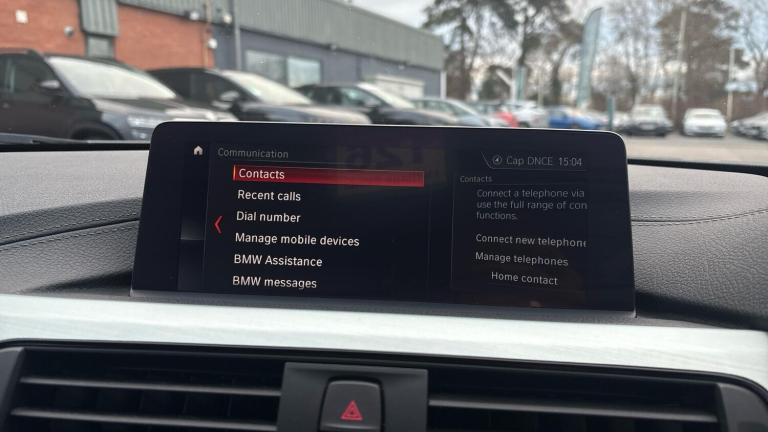 Communication
Cap DNCE 15:04
Contacts
Recent calls
Dial number
Manage mobile devices
BMW Assistance
BMW messages
Contacts
Connect a telephone via
use the full range of con
functions.
Connect new telephone
Manage telephones
Home contact